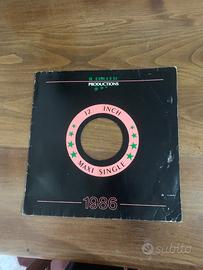 PRODUCTIONS
12 INCH
MAXI SINGLE
1986
subito